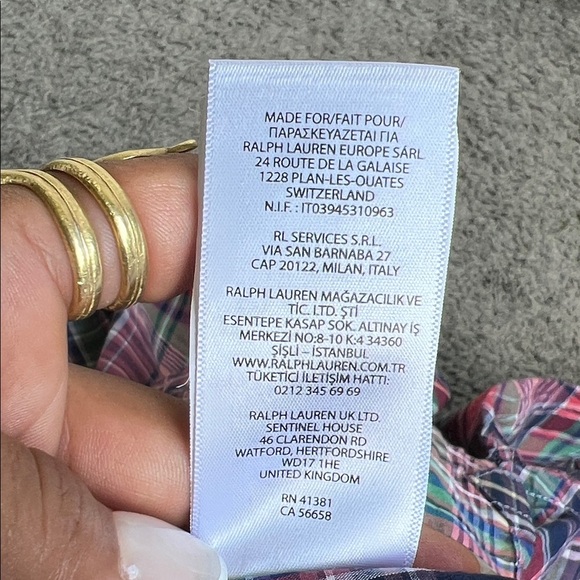 MADE FOR/FAIT POUR/
ΠΑΡΑΣΚΕΥΑΖΕΤΑΙ ΓΙΑ
RALPH LAUREN EUROPE SÁRL
24 ROUTE DE LA GALAISE
1228 PLAN-LES-OUATES
SWITZERLAND
N.I.F. : IT03945310963
RL SERVICES S.R.L.
VIA SAN BARNABA 27
CAP 20122, MILAN, ITALY
RALPH LAUREN MAĞAZACILIK VE
TİC. LTD. ŞTİ
ESENTEPE KASAP SOK. ALTINAY İŞ
MERKEZİ NO:8-10 K:4 34360
ŞİŞLİ – İSTANBUL
WWW.RALPHLAUREN.COM.TR
TÜKETİCİ İLETİŞİM HATTI:
0212 345 69 69
RALPH LAUREN UK LTD.
SENTINEL HOUSE
46 CLARENDON RD
WATFORD, HERTFORDSHIRE
WD17 1HE
UNITED KINGDOM
RN 41381
CA 56658